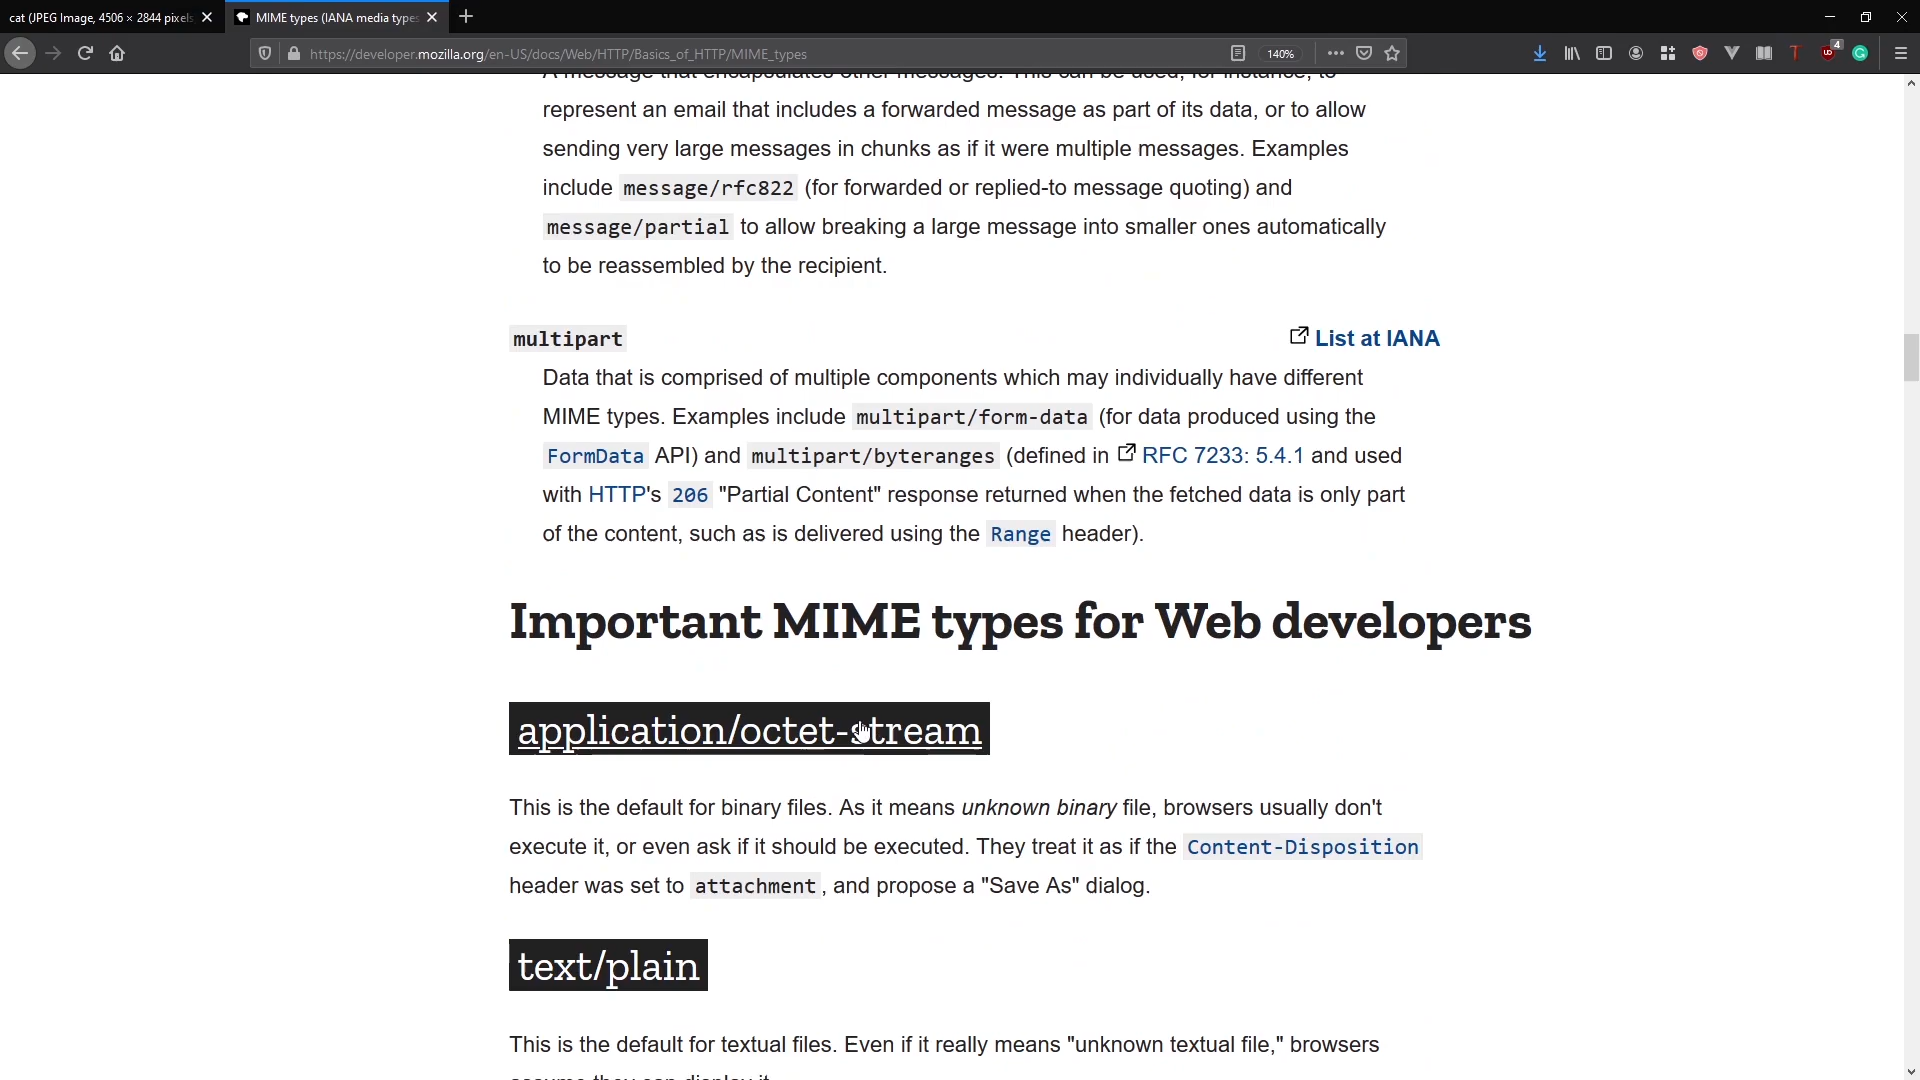 cat (JPEG Image, 4506 × 2844 pixels
MIME types (IANA media types
https://developer.mozilla.org/en-US/docs/Web/HTTP/Basics_of_HTTP/MIME_types
140%
4
A message that encapsulates other messages. This can be used, for instance, to
represent an email that includes a forwarded message as part of its data, or to allow
sending very large messages in chunks as if it were multiple messages. Examples
include message/rfc822 (for forwarded or replied-to message quoting) and
message/partial to allow breaking a large message into smaller ones automatically
to be reassembled by the recipient.
multipart
List at IANA
Data that is comprised of multiple components which may individually have different
MIME types. Examples include multipart/form-data (for data produced using the
FormData API) and multipart/byteranges (defined in RFC 7233: 5.4.1 and used
with HTTP's 206 "Partial Content" response returned when the fetched data is only part
of the content, such as is delivered using the Range header).
Important MIME types for Web developers
application/octet-stream
This is the default for binary files. As it means unknown binary file, browsers usually don't
execute it, or even ask if it should be executed. They treat it as if the Content-Disposition
header was set to attachment, and propose a "Save As" dialog.
text/plain
This is the default for textual files. Even if it really means "unknown textual file," browsers
assume they can display it.